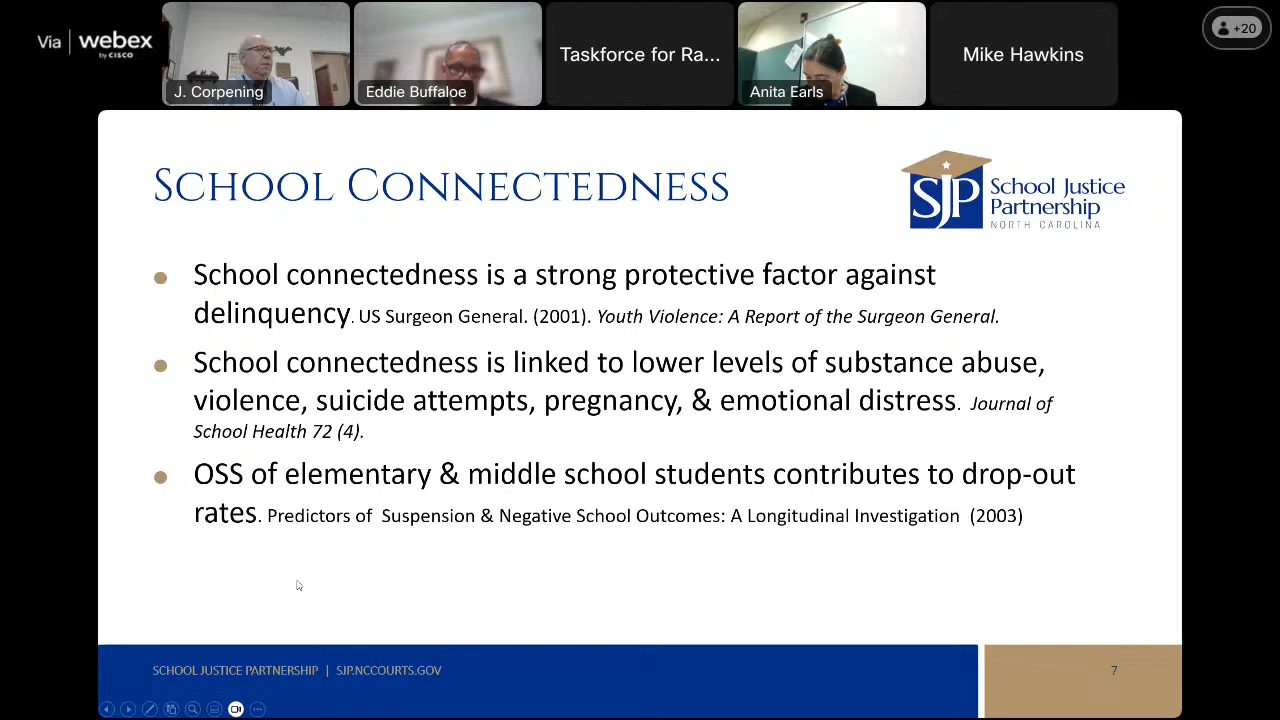 Via
webex
by CISCO
J. Corpening
Eddie Buffaloe
Taskforce for Ra...
Anita Earls
Mike Hawkins
+20
SCHOOL CONNECTEDNESS
SJP
School Justice
Partnership
NORTH CAROLINA
School connectedness is a strong protective factor against
delinquency. US Surgeon General. (2001). Youth Violence: A Report of the Surgeon General.
School connectedness is linked to lower levels of substance abuse,
violence, suicide attempts, pregnancy, & emotional distress. Journal of
School Health 72 (4).
OSS of elementary & middle school students contributes to drop-out
rates. Predictors of Suspension & Negative School Outcomes: A Longitudinal Investigation (2003)
SCHOOL JUSTICE PARTNERSHIP | SJP.NCCOURTS.GOV
7